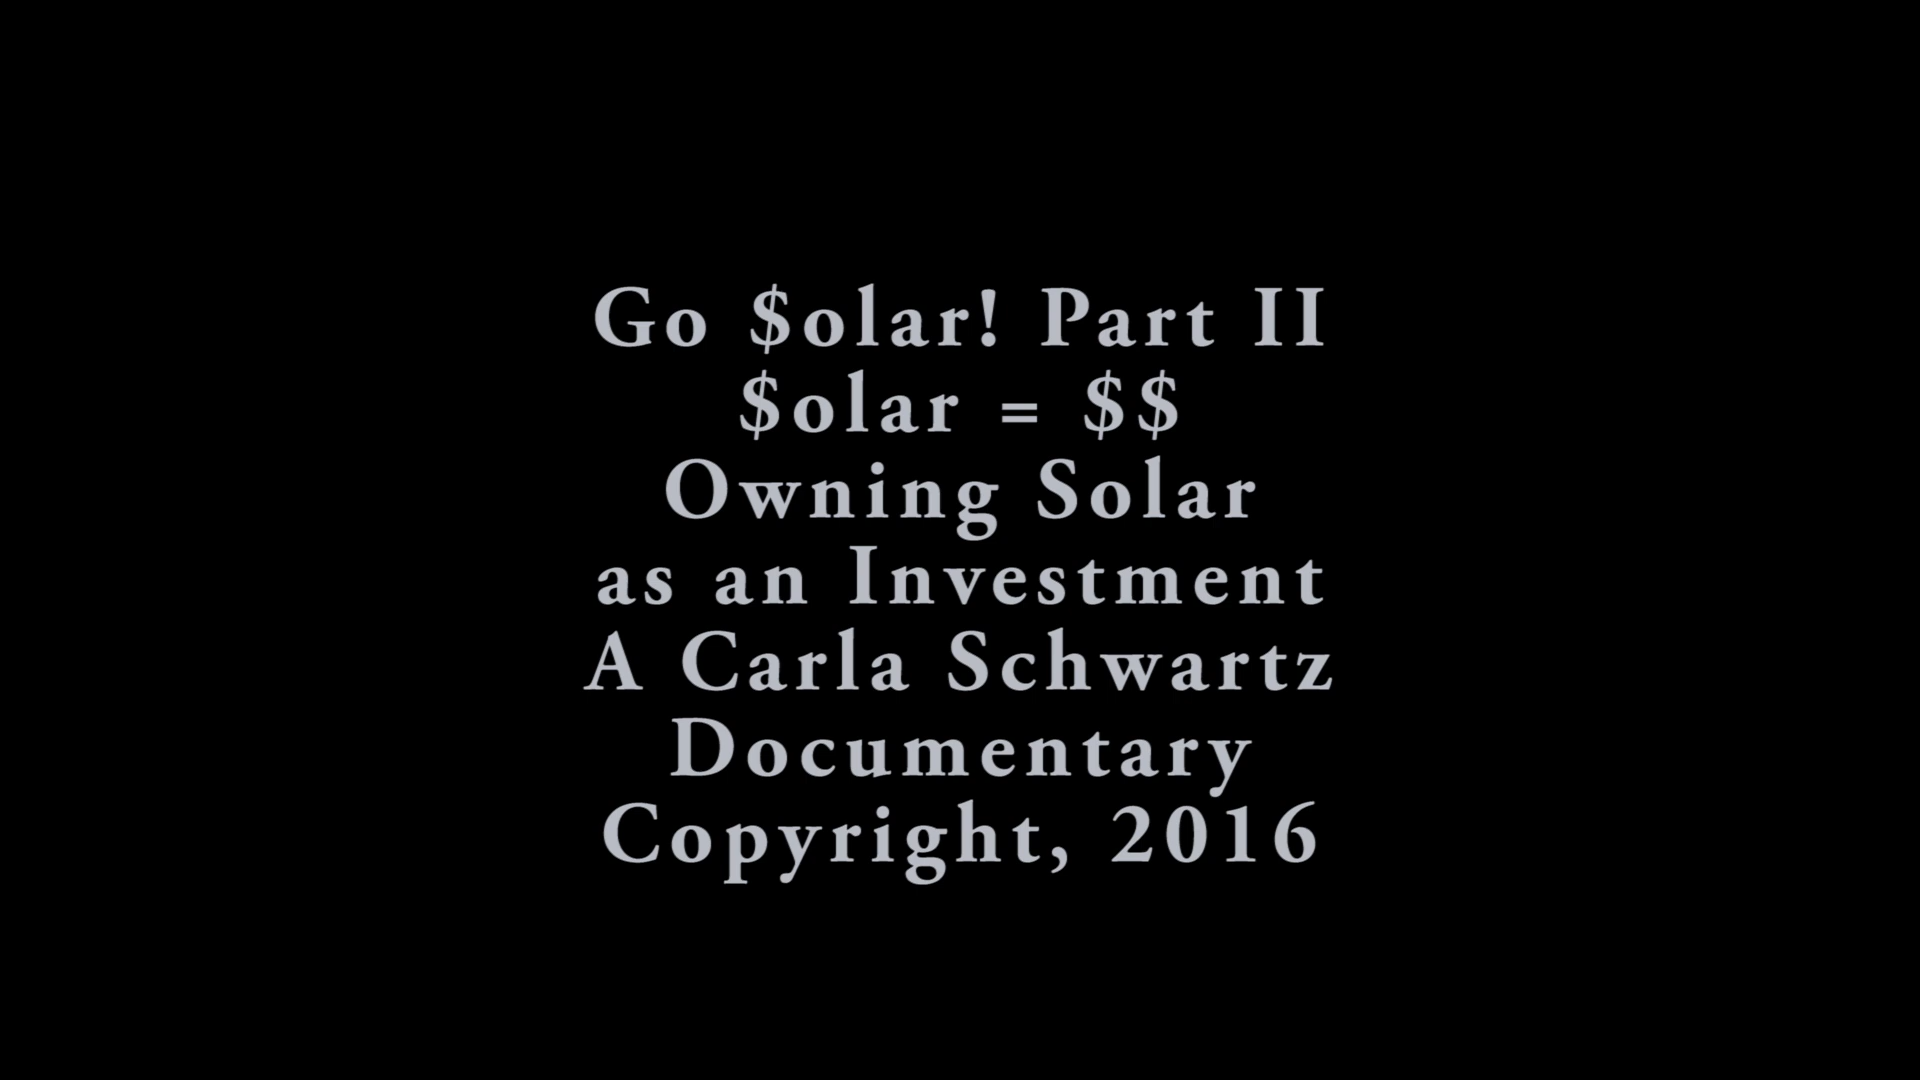 Go $olar! Part II
$olar = $$
Owning Solar
as an Investment
A Carla Schwartz
Documentary
Copyright, 2016